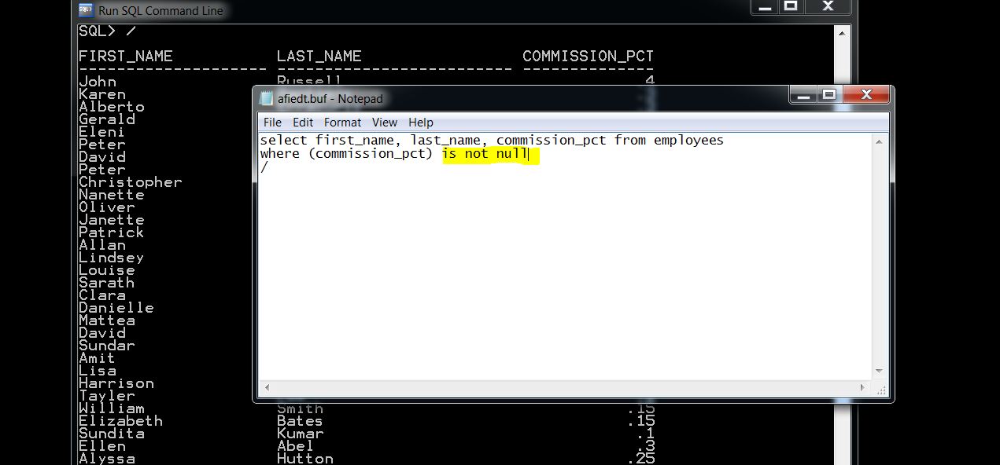 Run SQL Command Line
SQL> /
FIRST_NAME LAST_NAME COMMISSION_PCT
-------------------- ------------------------- --------------
John Russell .4
Karen
Alberto
Gerald
Eleni
Peter
David
Peter
Christopher
Nanette
Oliver
Janette
Patrick
Allan
Lindsey
Louise
Sarath
Clara
Danielle
Mattea
David
Sundar
Amit
Lisa
Harrison
Tayler
William Smith .15
Elizabeth Bates .15
Sundita Kumar .1
Ellen Abel .3
Alyssa Hutton .25
afiedt.buf - Notepad
File Edit Format View Help
select first_name, last_name, commission_pct from employees
where (commission_pct) is not null
/